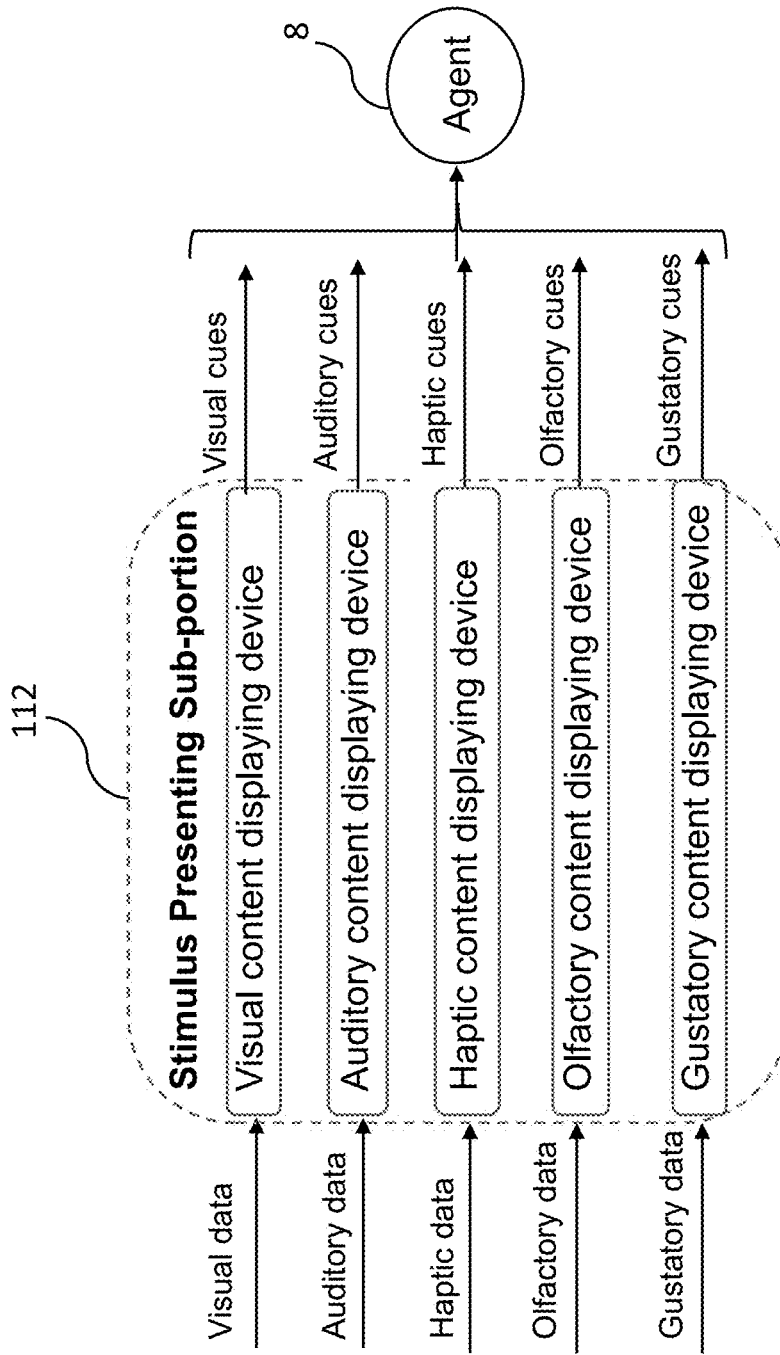 112
Stimulus Presenting Sub-portion
Visual data
Visual content displaying device
Visual cues
Auditory data
Auditory content displaying device
Auditory cues
Haptic data
Haptic content displaying device
Haptic cues
Olfactory data
Olfactory content displaying device
Olfactory cues
Gustatory data
Gustatory content displaying device
Gustatory cues
8
Agent